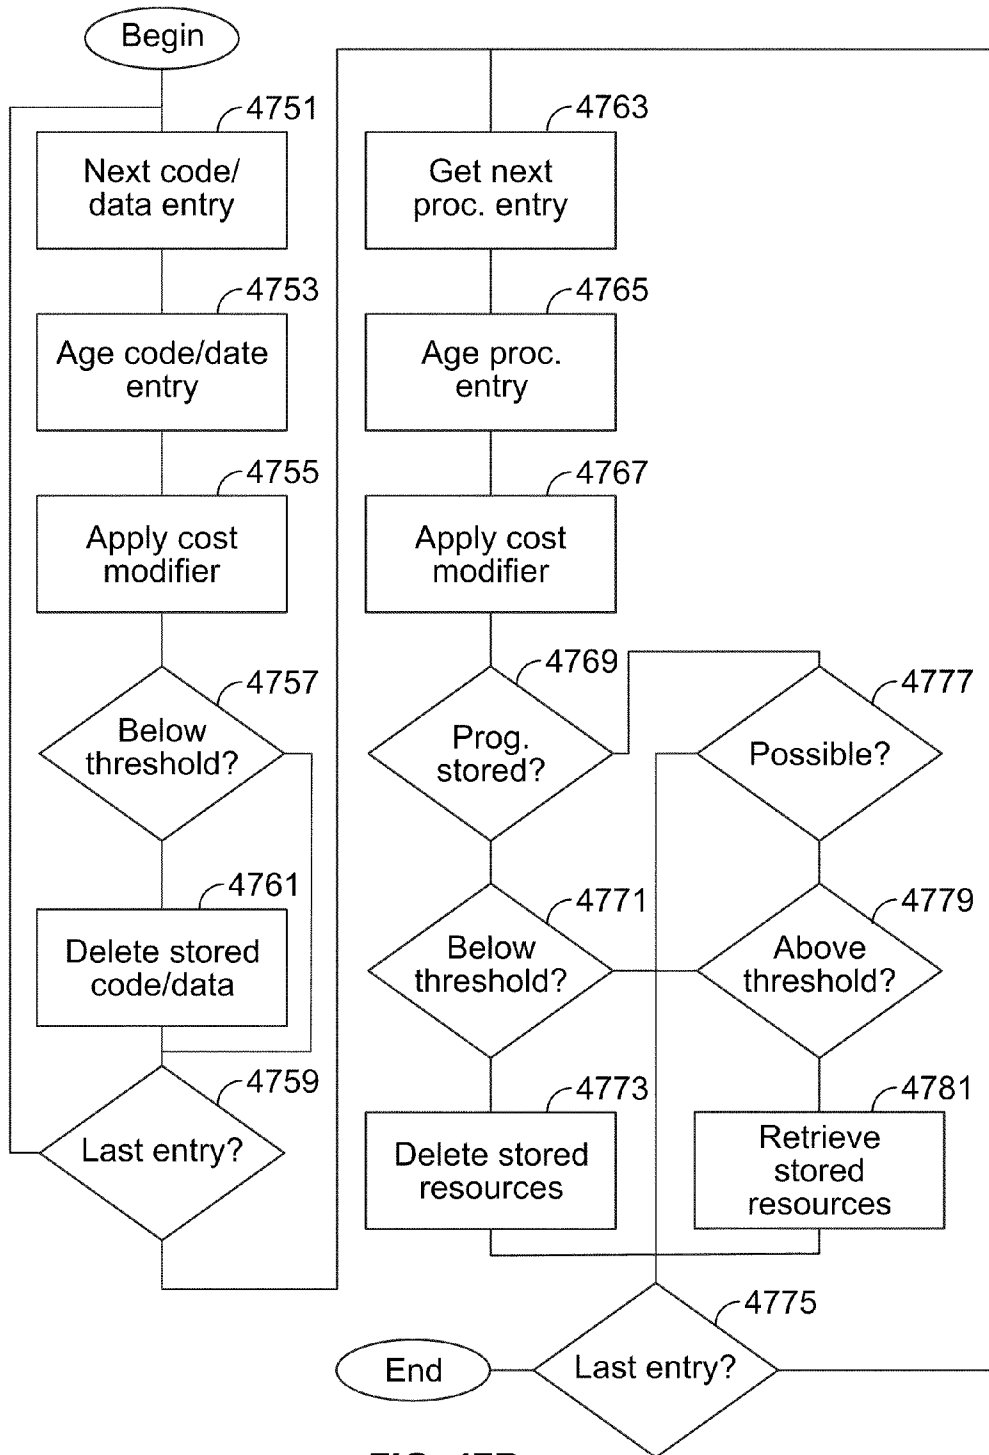 Begin
4751
Next code/
data entry
4753
Age code/date
entry
4755
Apply cost
modifier
4757
Below
threshold?
4761
Delete stored
code/data
4759
Last entry?
4763
Get next
proc. entry
4765
Age proc.
entry
4767
Apply cost
modifier
4769
Prog.
stored?
4771
Below
threshold?
4773
Delete stored
resources
4777
Possible?
4779
Above
threshold?
4781
Retrieve
stored
resources
4775
Last entry?
End